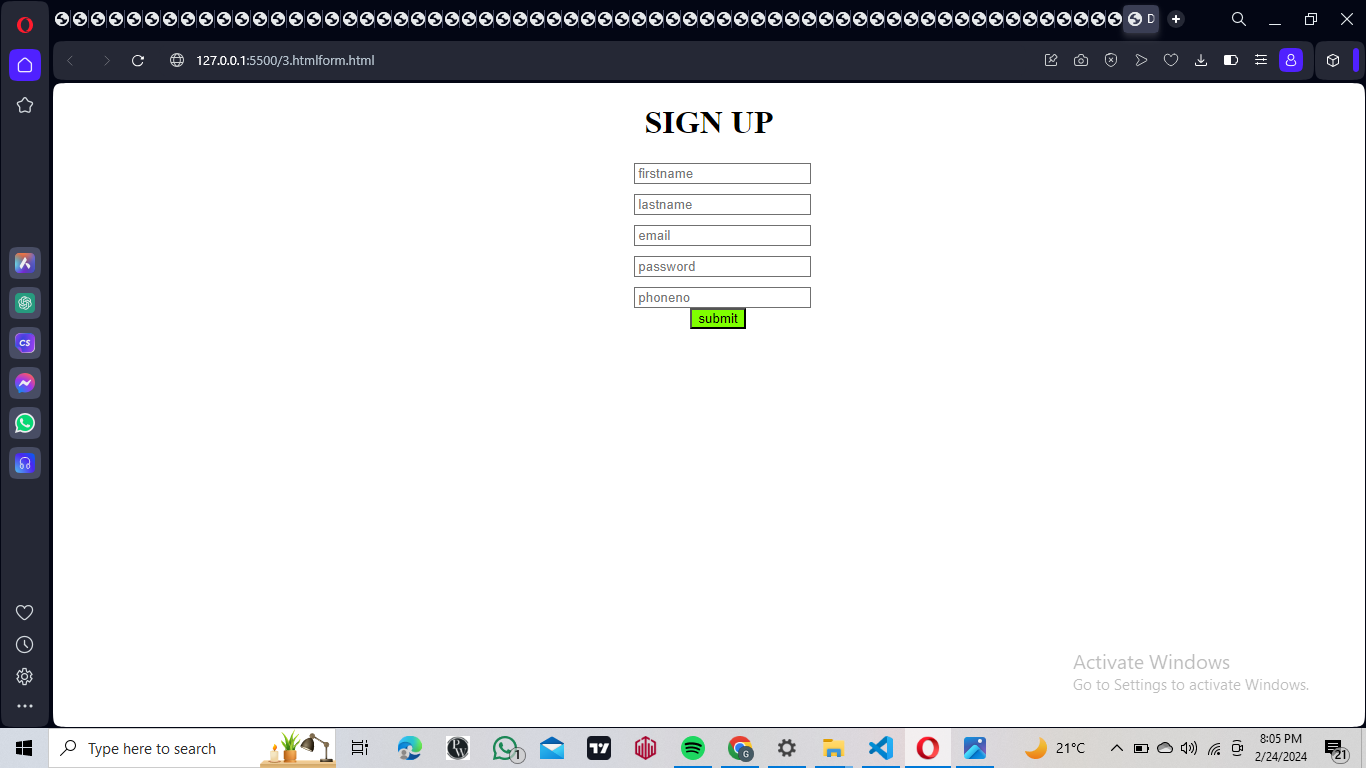 D
127.0.0.1:5500/3.htmlform.html
SIGN UP
firstname
lastname
email
password
phoneno
submit
CS
Activate Windows
Go to Settings to activate Windows.
Type here to search
1
G
21°C
8:05 PM
2/24/2024
21